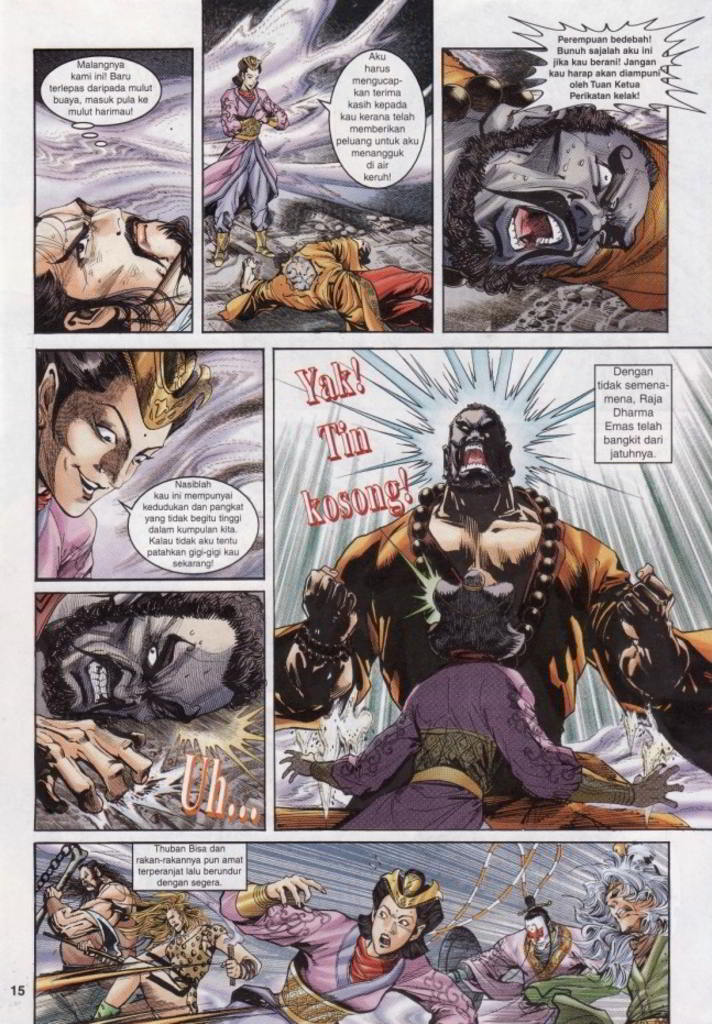 Malangnya
kami ini! Baru
terlepas daripada mulut
buaya, masuk pula ke
mulut harimau!
Aku
harus
mengucap-
kan terima
kasih kepada
kau kerana telah
memberikan
peluang untuk aku
menangguk
di air
keruh!
Perempuan bedebah!
Bunuh sajalah aku ini
jika kau berani! Jangan
kau harap akan diampuni
oleh Tuan Ketua
Perikatan kelak!
Nasiblah
kau ini mempunyai
kedudukan dan pangkat
yang tidak begitu tinggi
dalam kumpulan kita.
Kalau tidak aku tentu
patahkan gigi-gigi kau
sekarang!
Uh...
Yak!
Tin
kosong!
Dengan
tidak semena-
mena, Raja
Dharma
Emas telah
bangkit dari
jatuhnya.
Thuban Bisa dan
rakan-rakannya pun amat
terperanjat lalu berundur
dengan segera.
15